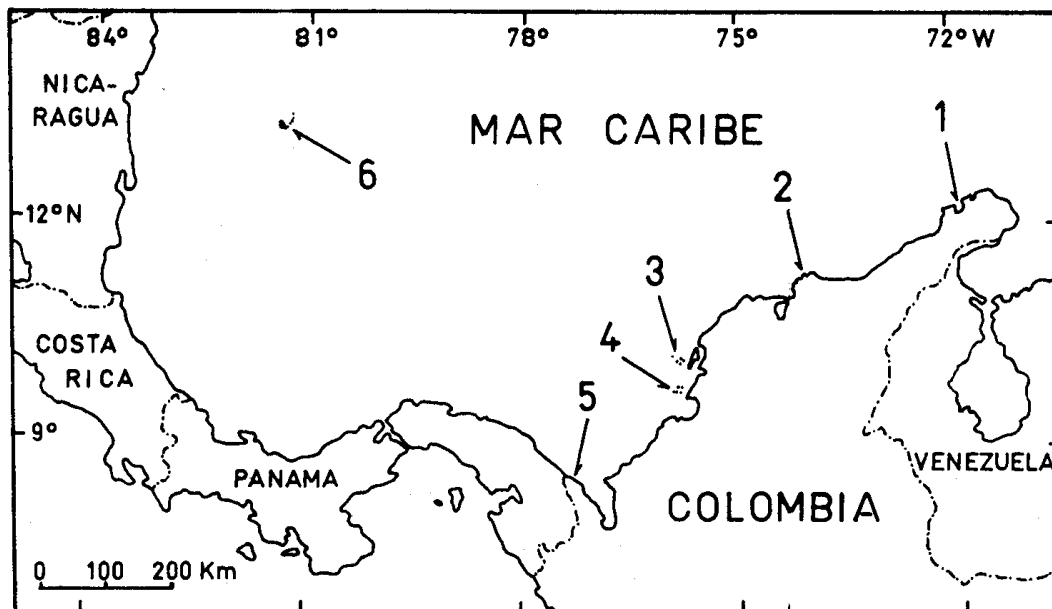 84° 81° 78° 75° 72°W
NICA-
RAGUA
MAR CARIBE
1
6
2
12°N
3
COSTA
RICA
4
5
9°
PANAMA
VENEZUELA
COLOMBIA
0 100 200 Km